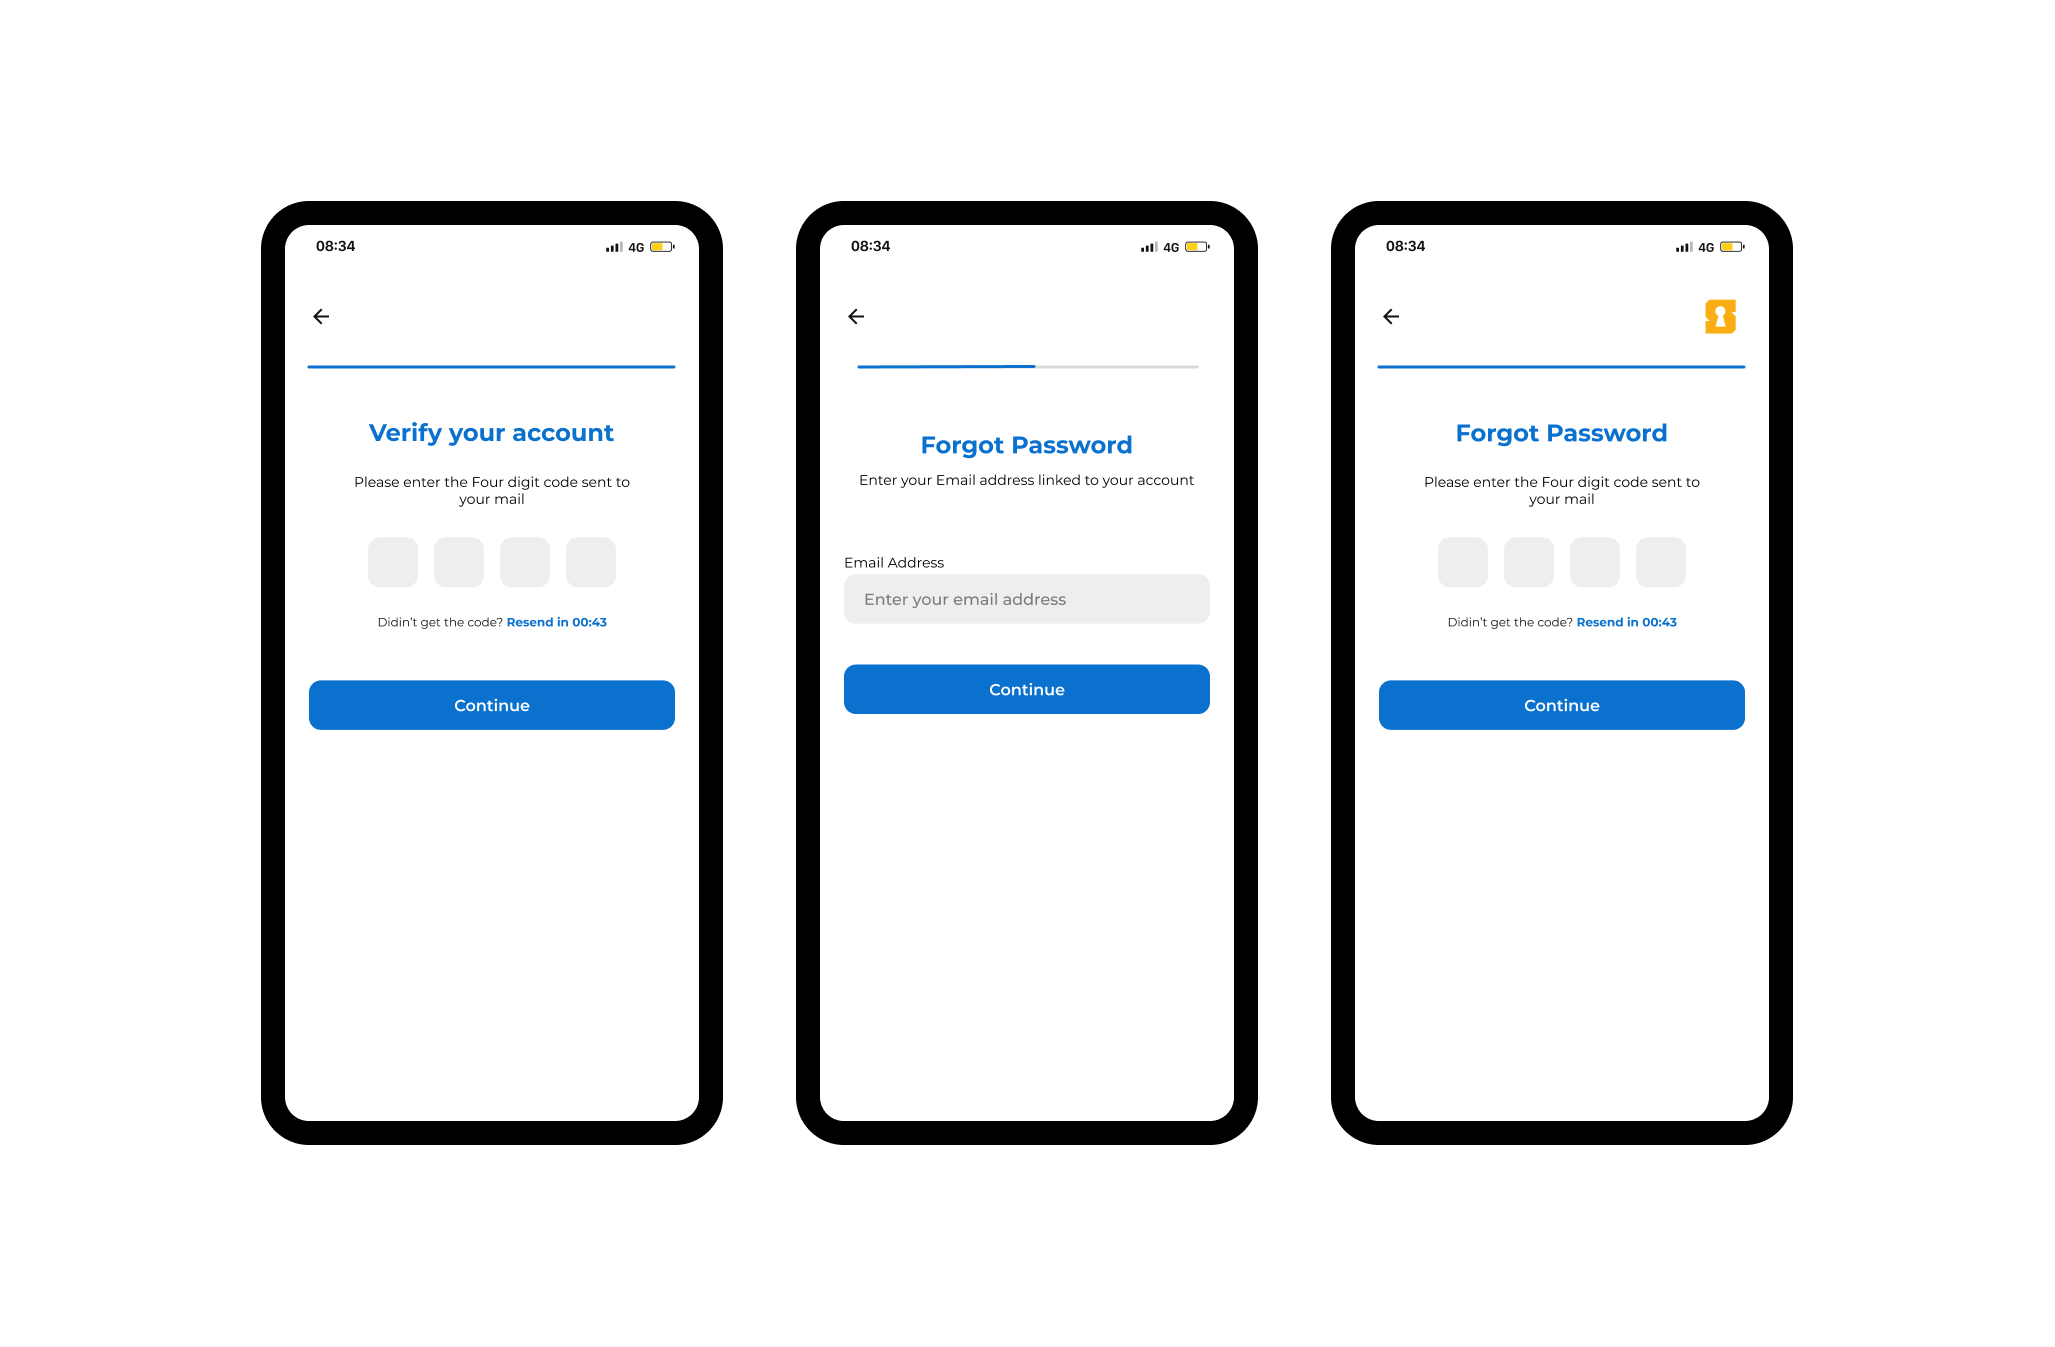 08:34
4G
Verify your account
Please enter the Four digit code sent to
your mail
Didin't get the code? Resend in 00:43
Continue
08:34
4G
Forgot Password
Enter your Email address linked to your account
Email Address
Enter your email address
Continue
08:34
4G
Forgot Password
Please enter the Four digit code sent to
your mail
Didin't get the code? Resend in 00:43
Continue